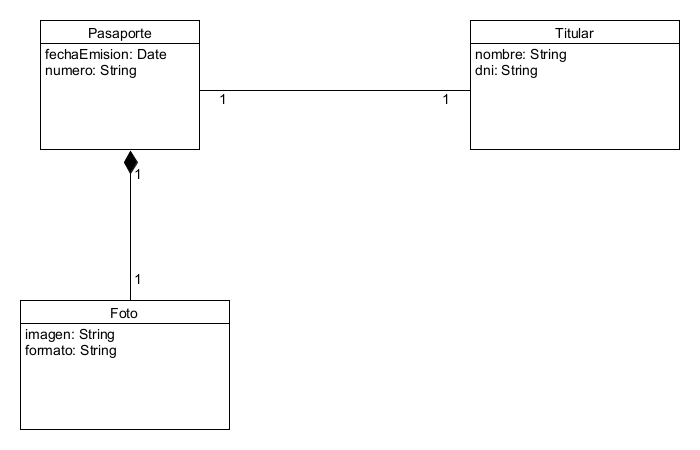 Pasaporte
fechaEmision: Date
numero: String
Titular
nombre: String
dni: String
1
1
1
1
Foto
imagen: String
formato: String